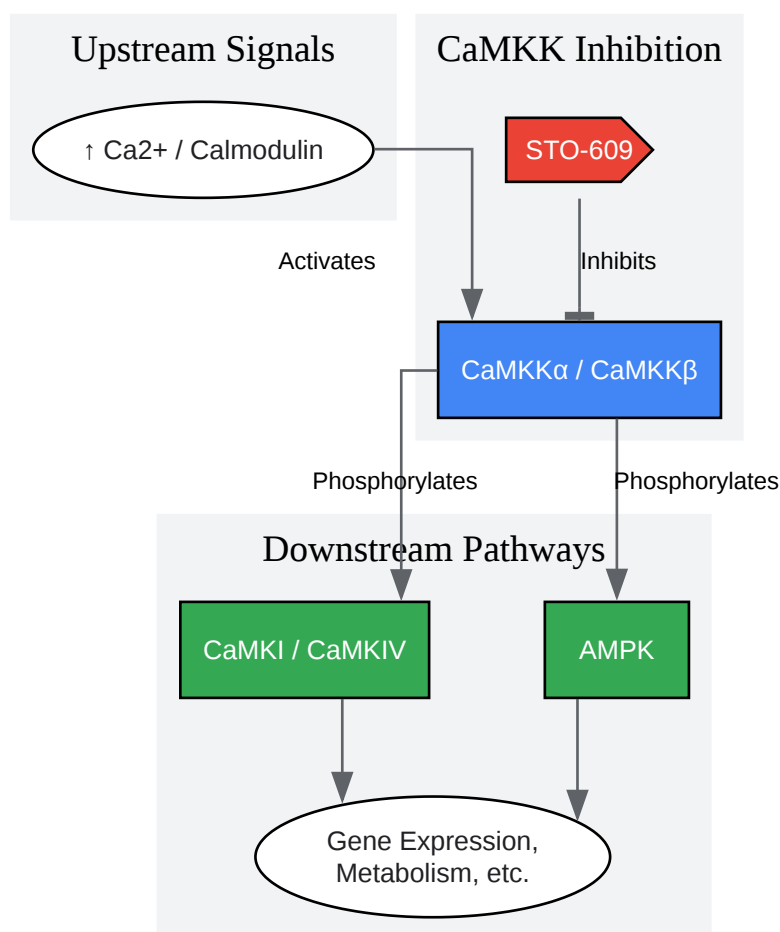 Upstream Signals
CaMKK Inhibition
↑ Ca2+ / Calmodulin
STO-609
Activates
Inhibits
CaMKKα / CaMKKβ
Phosphorylates
Phosphorylates
Downstream Pathways
CaMKI / CaMKIV
AMPK
Gene Expression,
Metabolism, etc.